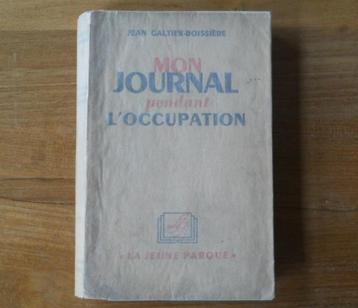 JEAN GALTIER-BOISSIÈRE
MON
JOURNAL
pendant
L'OCCUPATION
"LA JEUNE PARQUE"